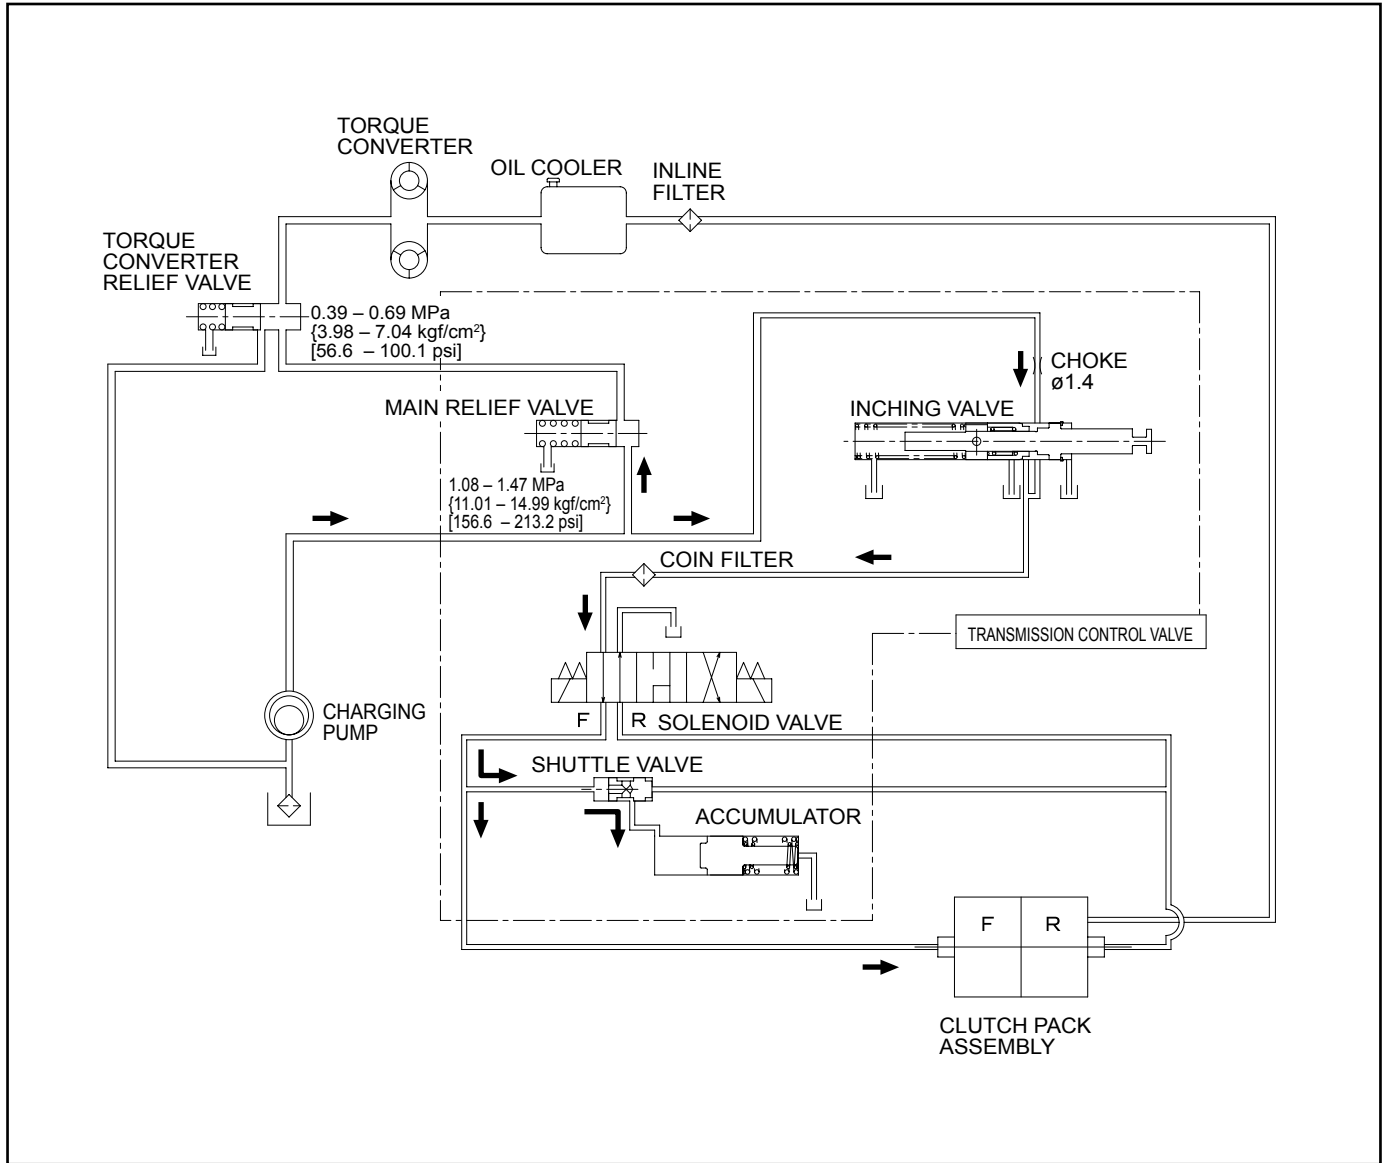 TORQUE
CONVERTER
OIL COOLER
INLINE
FILTER
TORQUE
CONVERTER
RELIEF VALVE
0.39 – 0.69 MPa
{3.98 – 7.04 kgf/cm²}
[56.6 – 100.1 psi]
CHOKE
ø1.4
MAIN RELIEF VALVE
INCHING VALVE
1.08 – 1.47 MPa
{11.01 – 14.99 kgf/cm²}
[156.6 – 213.2 psi]
COIN FILTER
TRANSMISSION CONTROL VALVE
CHARGING
PUMP
F
R
SOLENOID VALVE
SHUTTLE VALVE
ACCUMULATOR
F
R
CLUTCH PACK
ASSEMBLY